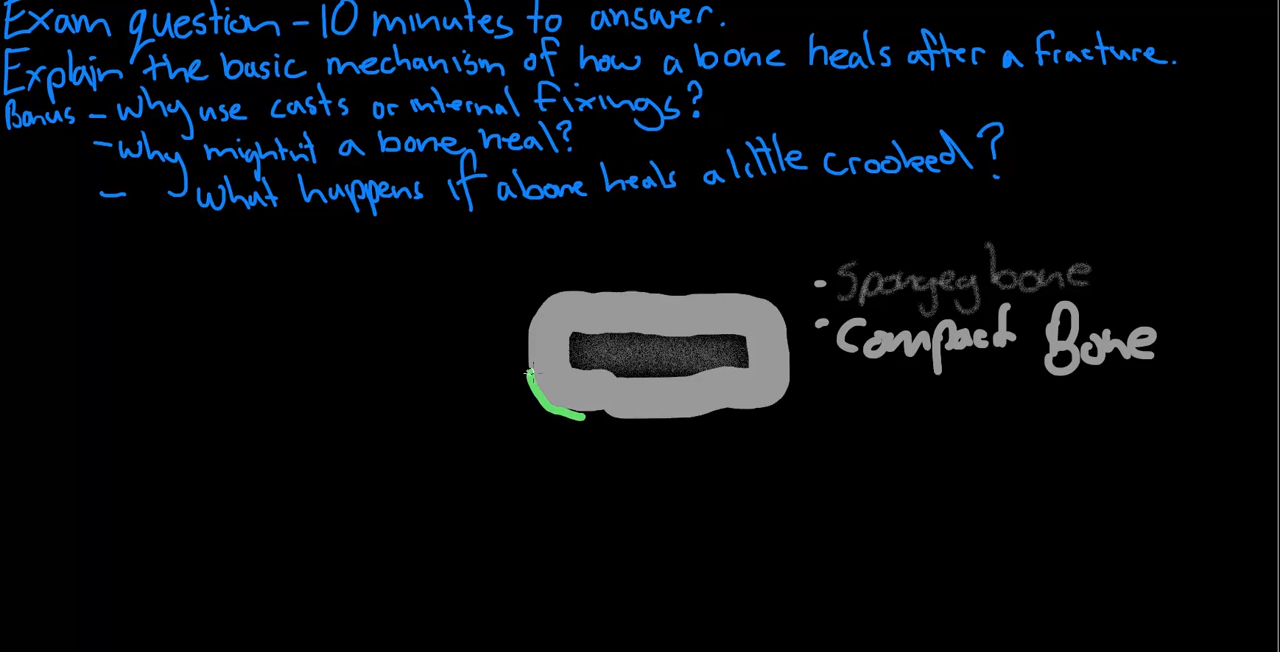 Exam question - 10 minutes to answer.
Explain the basic mechanism of how a bone heals after a fracture.
Bonus - why use casts or internal fixings?
- why mightn't a bone heal?
- what happens if a bone heals a little crooked?
• Spongey bone
• Compact Bone